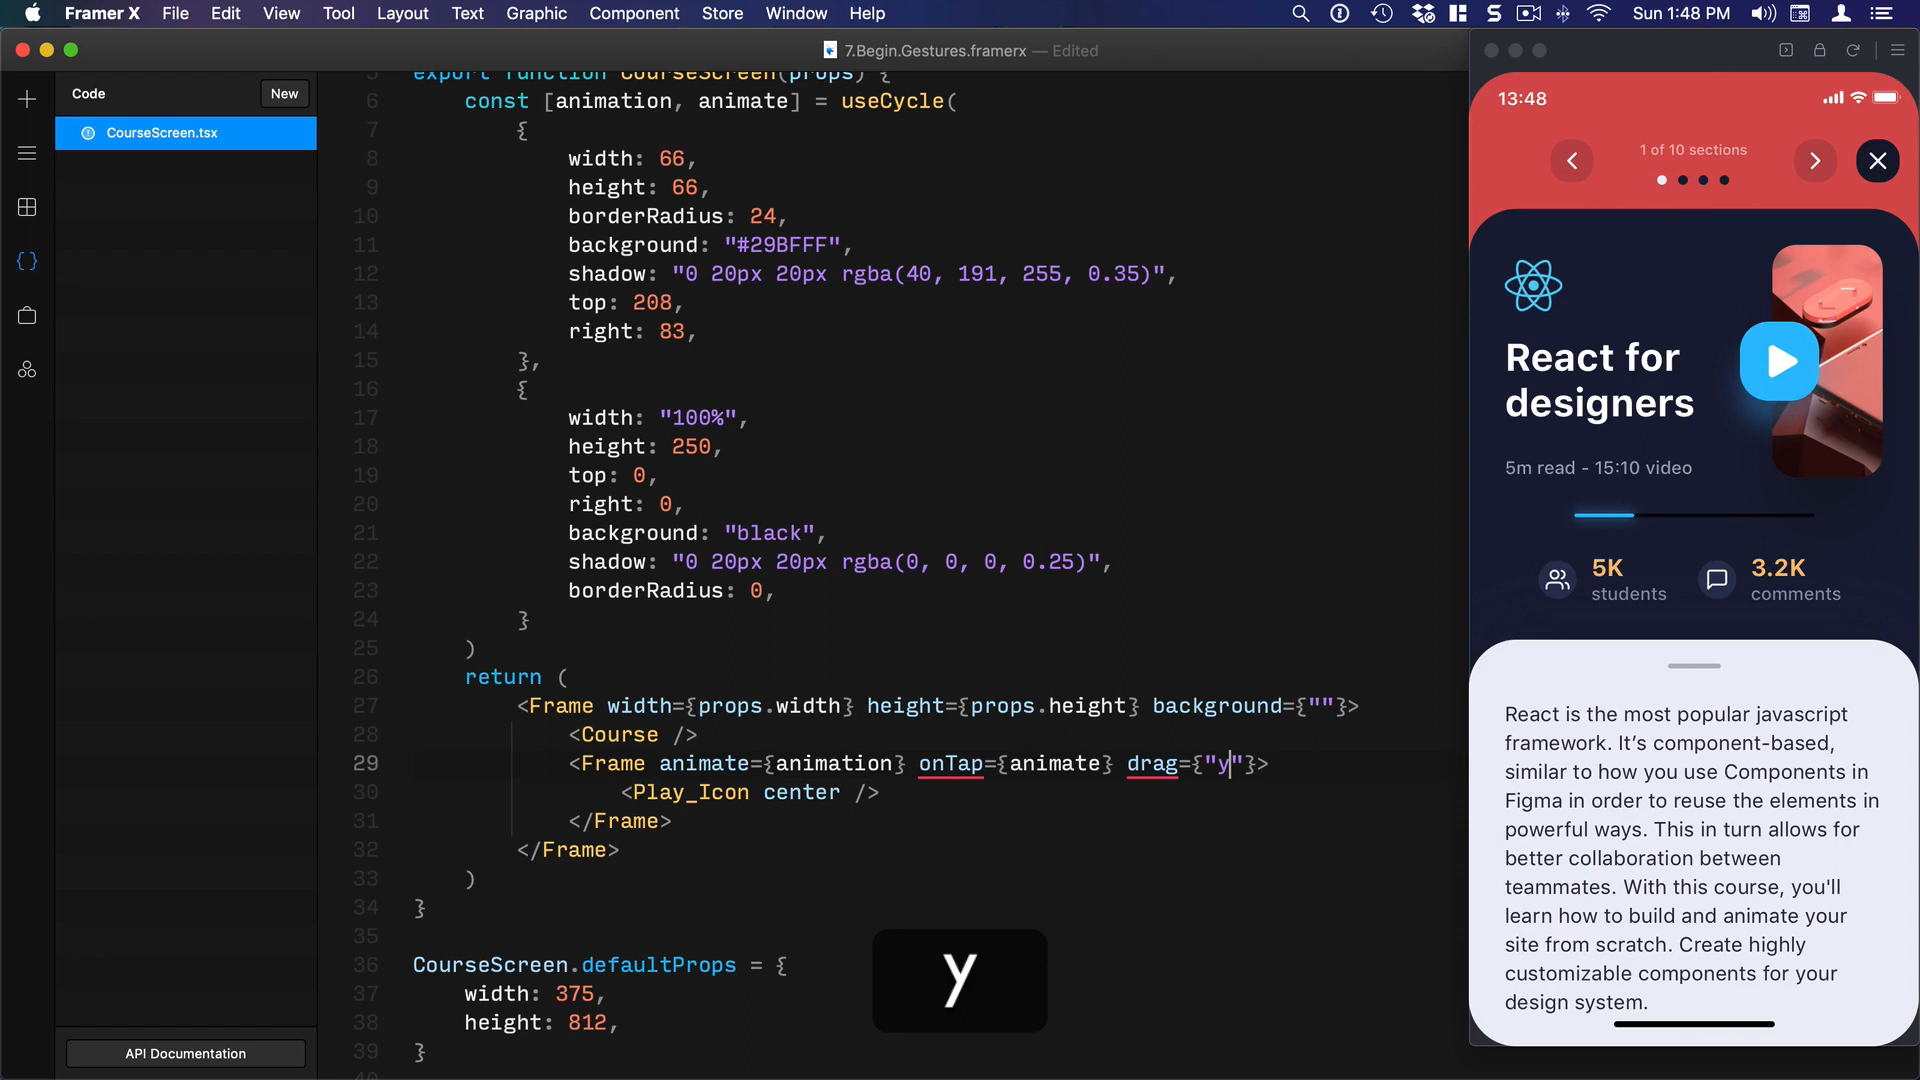 Framer X File Edit View Tool Layout Text Graphic Components Store Window Help Sun 1:48 PM
7.Begin.Gestures.framerx — Edited
Code New
CourseScreen.tsx
API Documentation
5 export function CourseScreen(props) {
6 const [animation, animate] = useCycle(
7 {
8 width: 66,
9 height: 66,
10 borderRadius: 24,
11 background: "#29BFFF",
12 shadow: "0 20px 20px rgba(40, 191, 255, 0.35)",
13 top: 208,
14 right: 83,
15 },
16 {
17 width: "100%",
18 height: 250,
19 top: 0,
20 right: 0,
21 background: "black",
22 shadow: "0 20px 20px rgba(0, 0, 0, 0.25)",
23 borderRadius: 0,
24 }
25 )
26 return (
27 <Frame width={props.width} height={props.height} background={""}>
28 <Course />
29 <Frame animate={animation} onTap={animate} drag={"y"}>
30 <Play_Icon center />
31 </Frame>
32 </Frame>
33 )
34 }
35
36 CourseScreen.defaultProps = {
37 width: 375,
38 height: 812,
39 }
40
y
13:48
1 of 10 sections
React for
designers
5m read - 15:10 video
5K
students
3.2K
comments
React is the most popular javascript
framework. It’s component-based,
similar to how you use Components in
Figma in order to reuse the elements in
powerful ways. This in turn allows for
better collaboration between
teammates. With this course, you'll
learn how to build and animate your
site from scratch. Create highly
customizable components for your
design system.